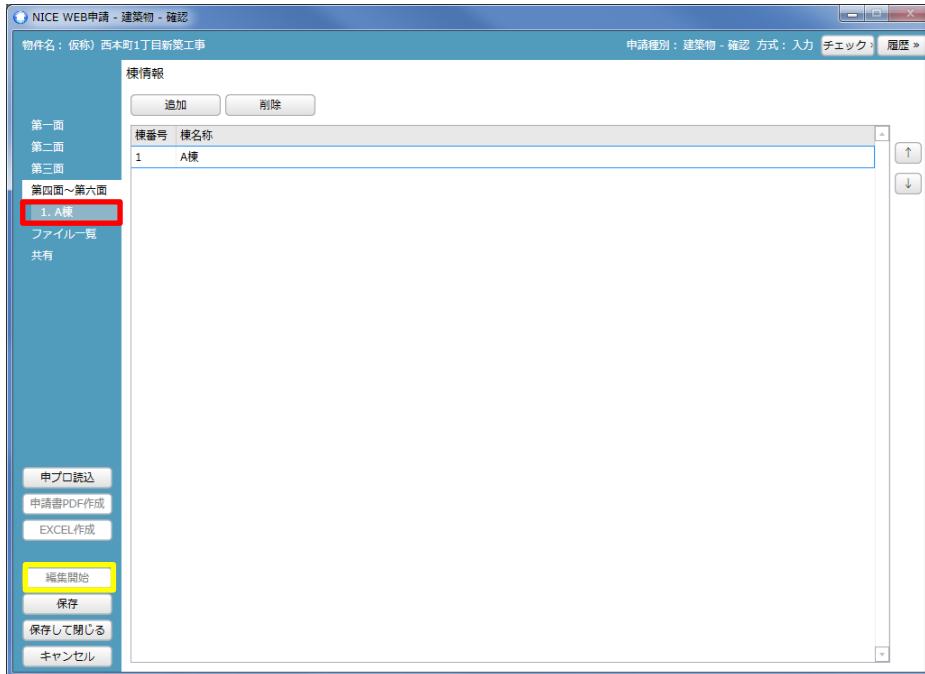 NICE WEB申請 - 建築物 - 確認
物件名： 仮称）西本町1丁目新築工事
申請種別： 建築物 - 確認 方式： 入力
チェック »
履歴 »
棟情報
追加
削除
第一面
第二面
第三面
第四面～第六面
1. A棟
ファイル一覧
共有
棟番号 棟名称
1 A棟
↑
↓
申プロ読込
申請書PDF作成
EXCEL作成
編集開始
保存
保存して閉じる
キャンセル